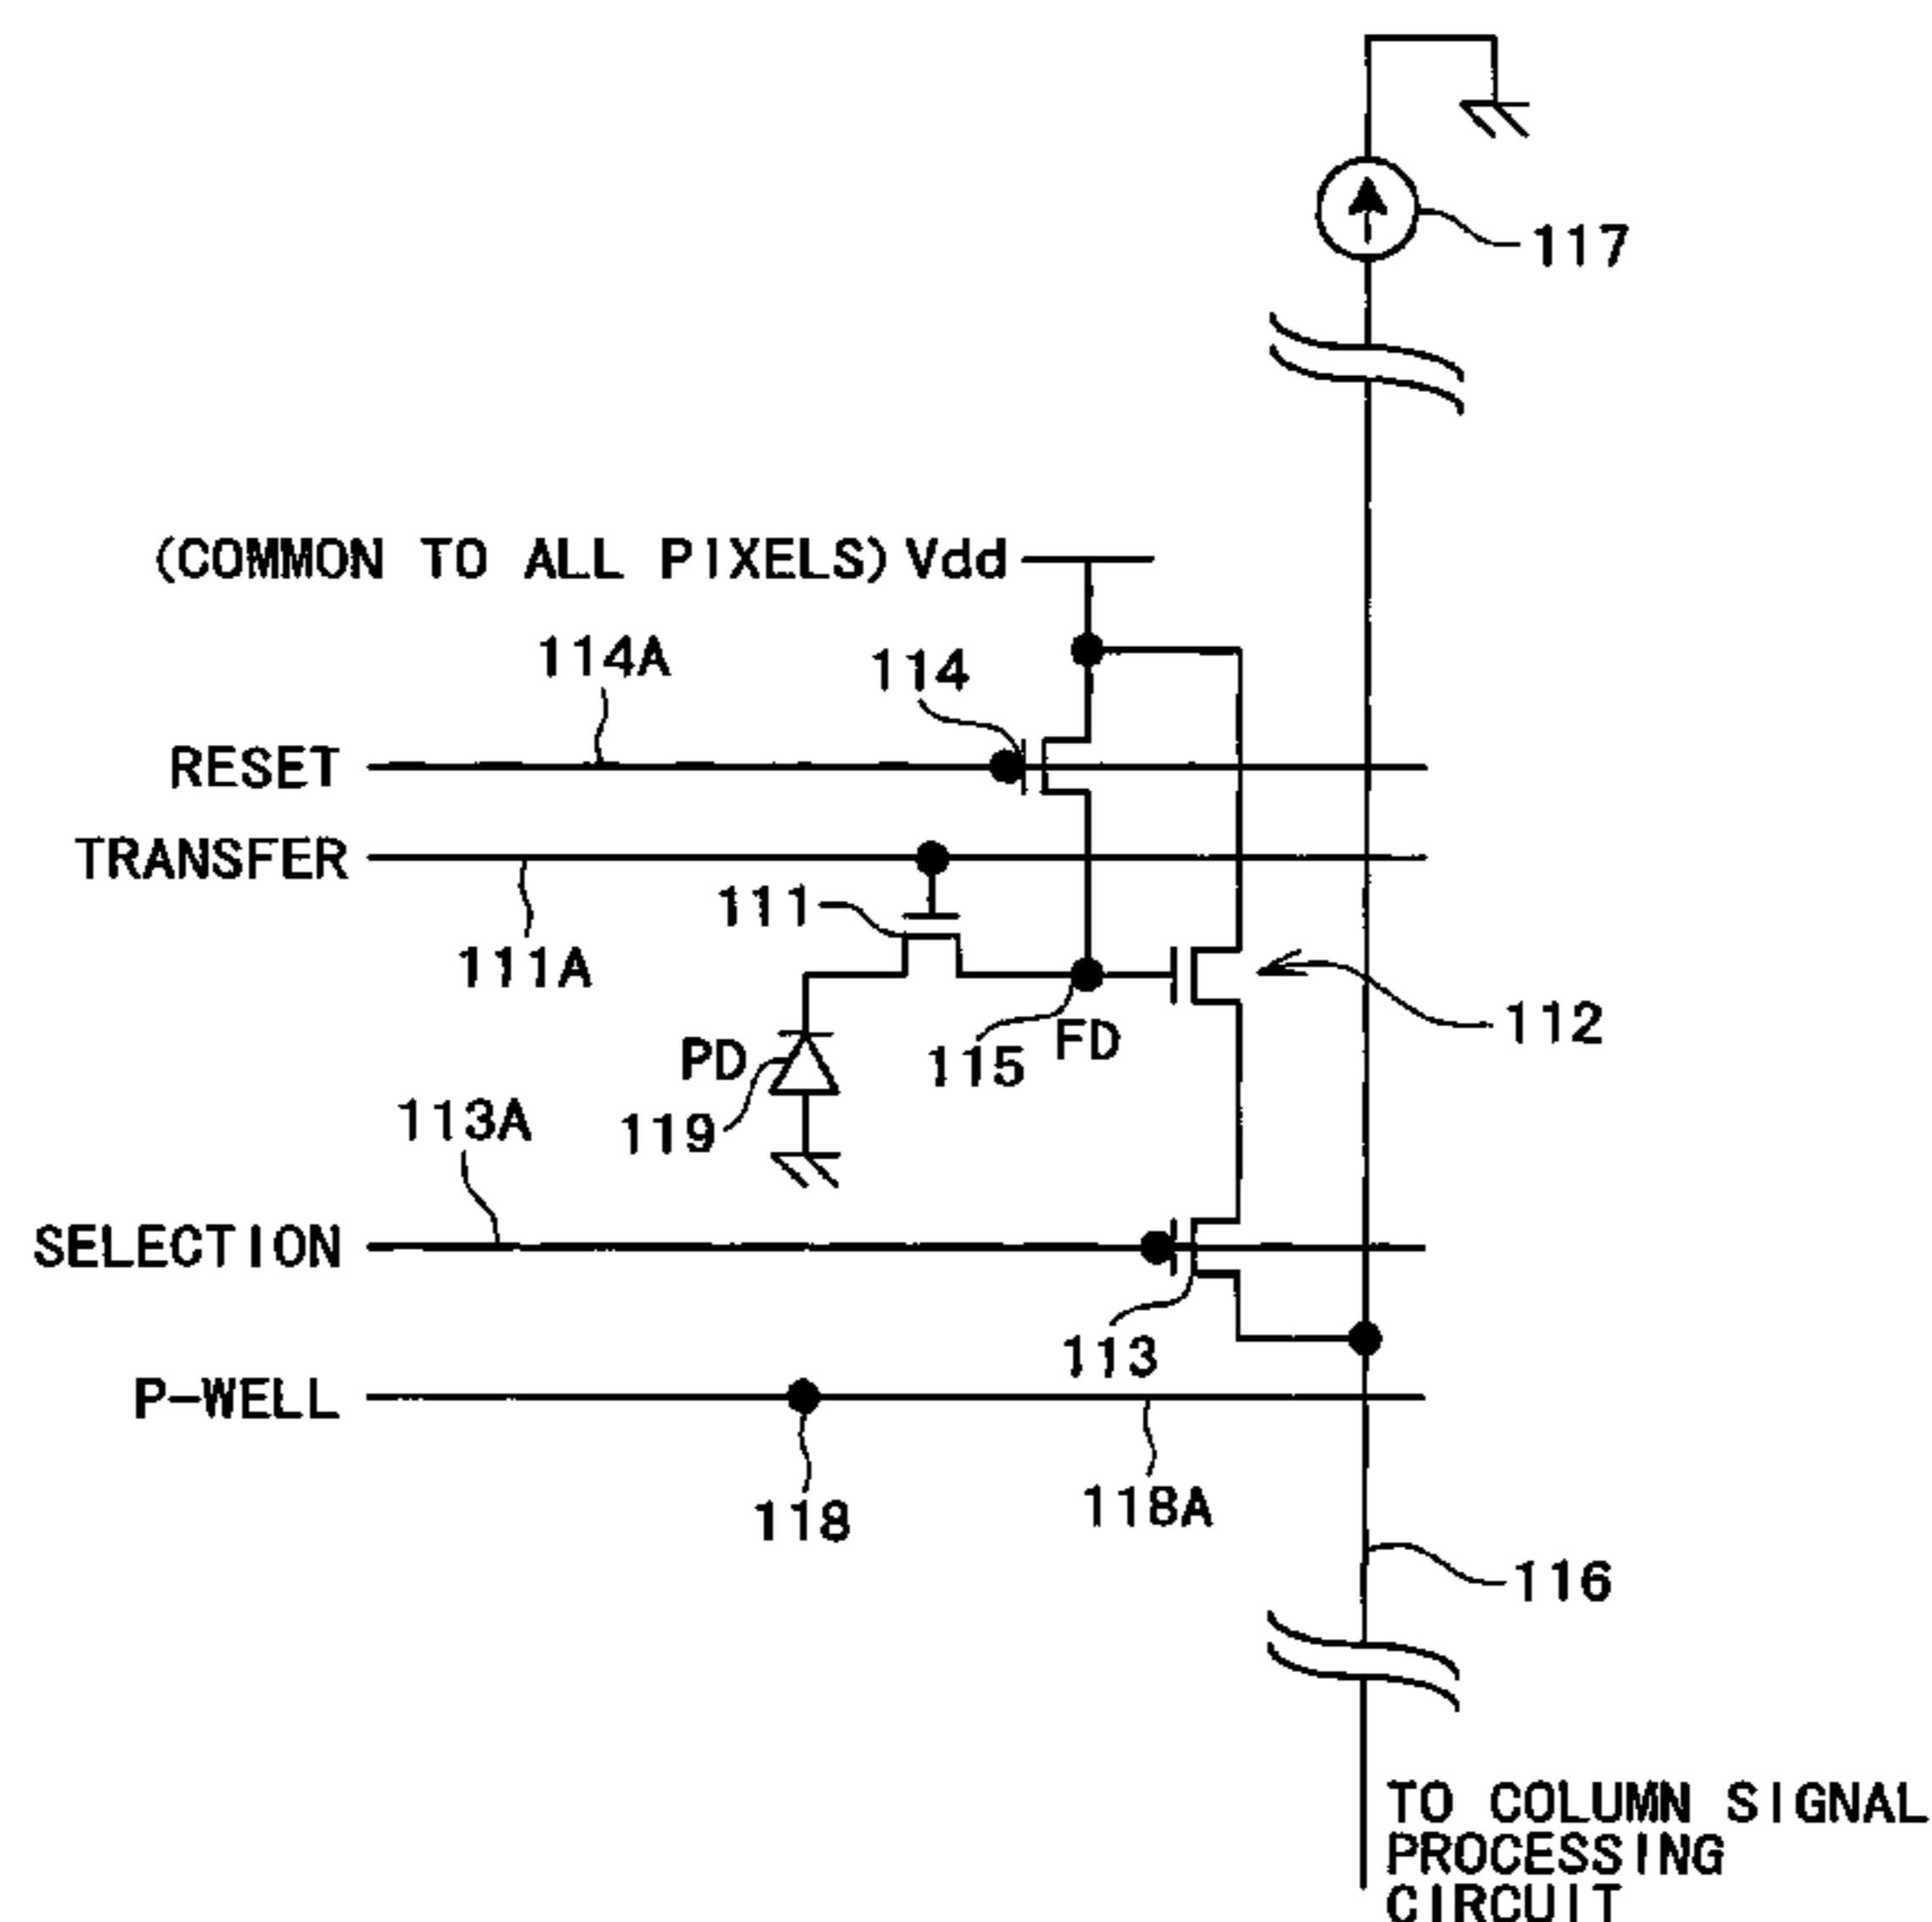 117
(COMMON TO ALL PIXELS) Vdd
114A
114
RESET
TRANSFER
111
111A
112
PD
115
FD
113A
119
SELECTION
113
P-WELL
118
118A
116
TO COLUMN SIGNAL
PROCESSING
CIRCUIT